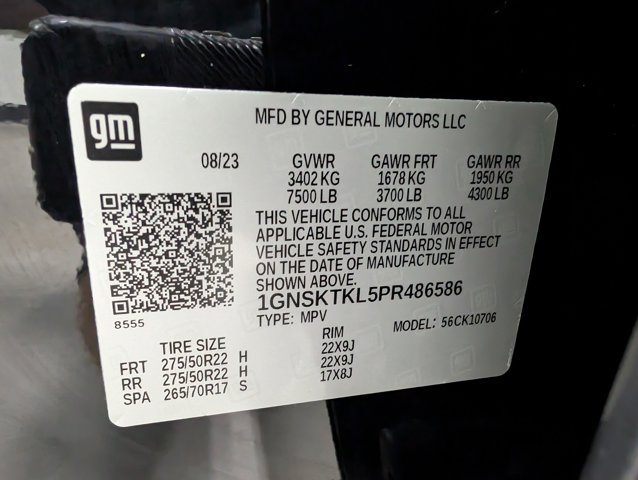 gm
MFD BY GENERAL MOTORS LLC
08/23 GVWR GAWR FRT GAWR RR
3402 KG 1678 KG 1950 KG
7500 LB 3700 LB 4300 LB
THIS VEHICLE CONFORMS TO ALL
APPLICABLE U.S. FEDERAL MOTOR
VEHICLE SAFETY STANDARDS IN EFFECT
ON THE DATE OF MANUFACTURE
SHOWN ABOVE.
1GNSKTKL5PR486586
8555
TYPE: MPV MODEL: 56CK10706
TIRE SIZE RIM
FRT 275/50R22 H 22X9J
RR 275/50R22 H 22X9J
SPA 265/70R17 S 17X8J